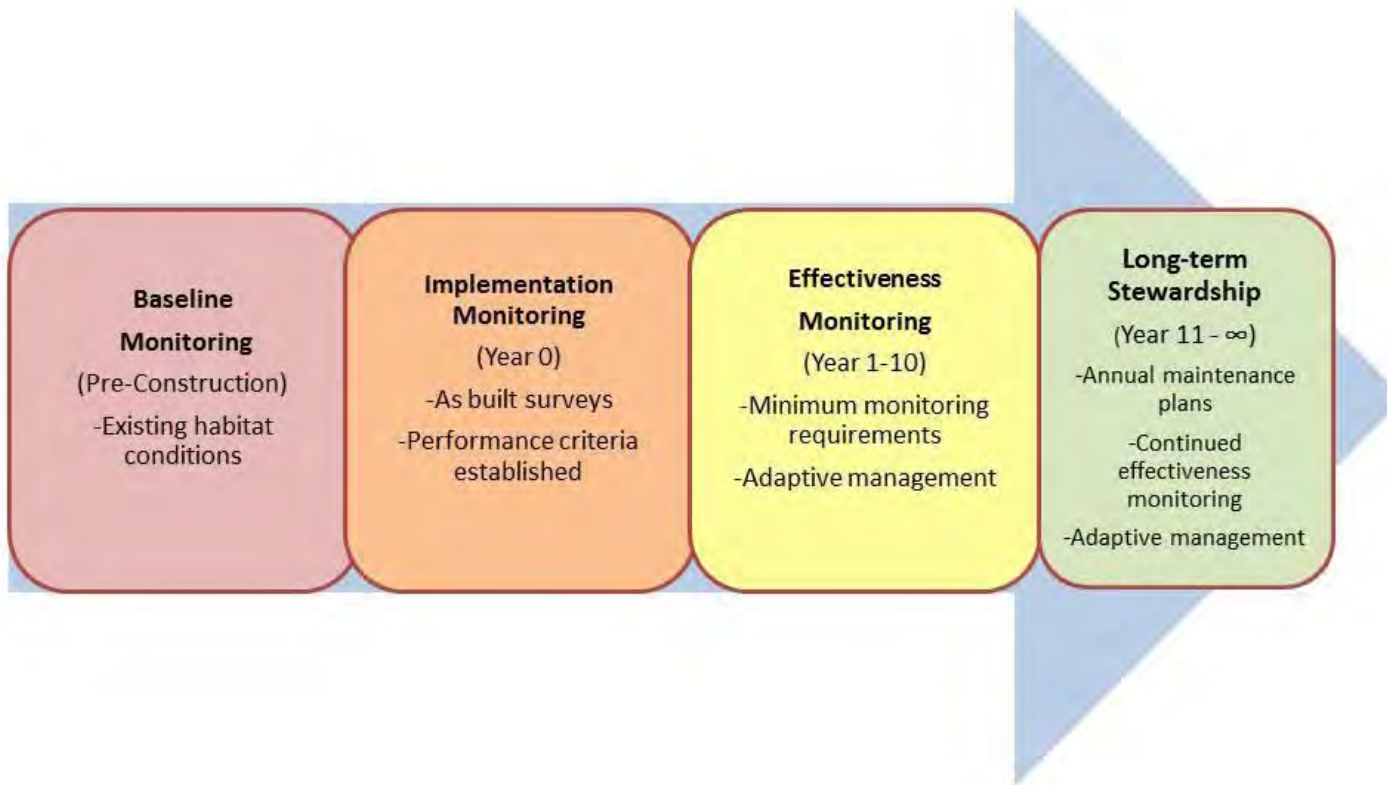 Baseline
Monitoring
(Pre-Construction)
-Existing habitat
conditions
Implementation
Monitoring
(Year 0)
-As built surveys
-Performance criteria
established
Effectiveness
Monitoring
(Year 1-10)
-Minimum monitoring
requirements
-Adaptive management
Long-term
Stewardship
(Year 11 - ∞)
-Annual maintenance
plans
-Continued
effectiveness
monitoring
-Adaptive management